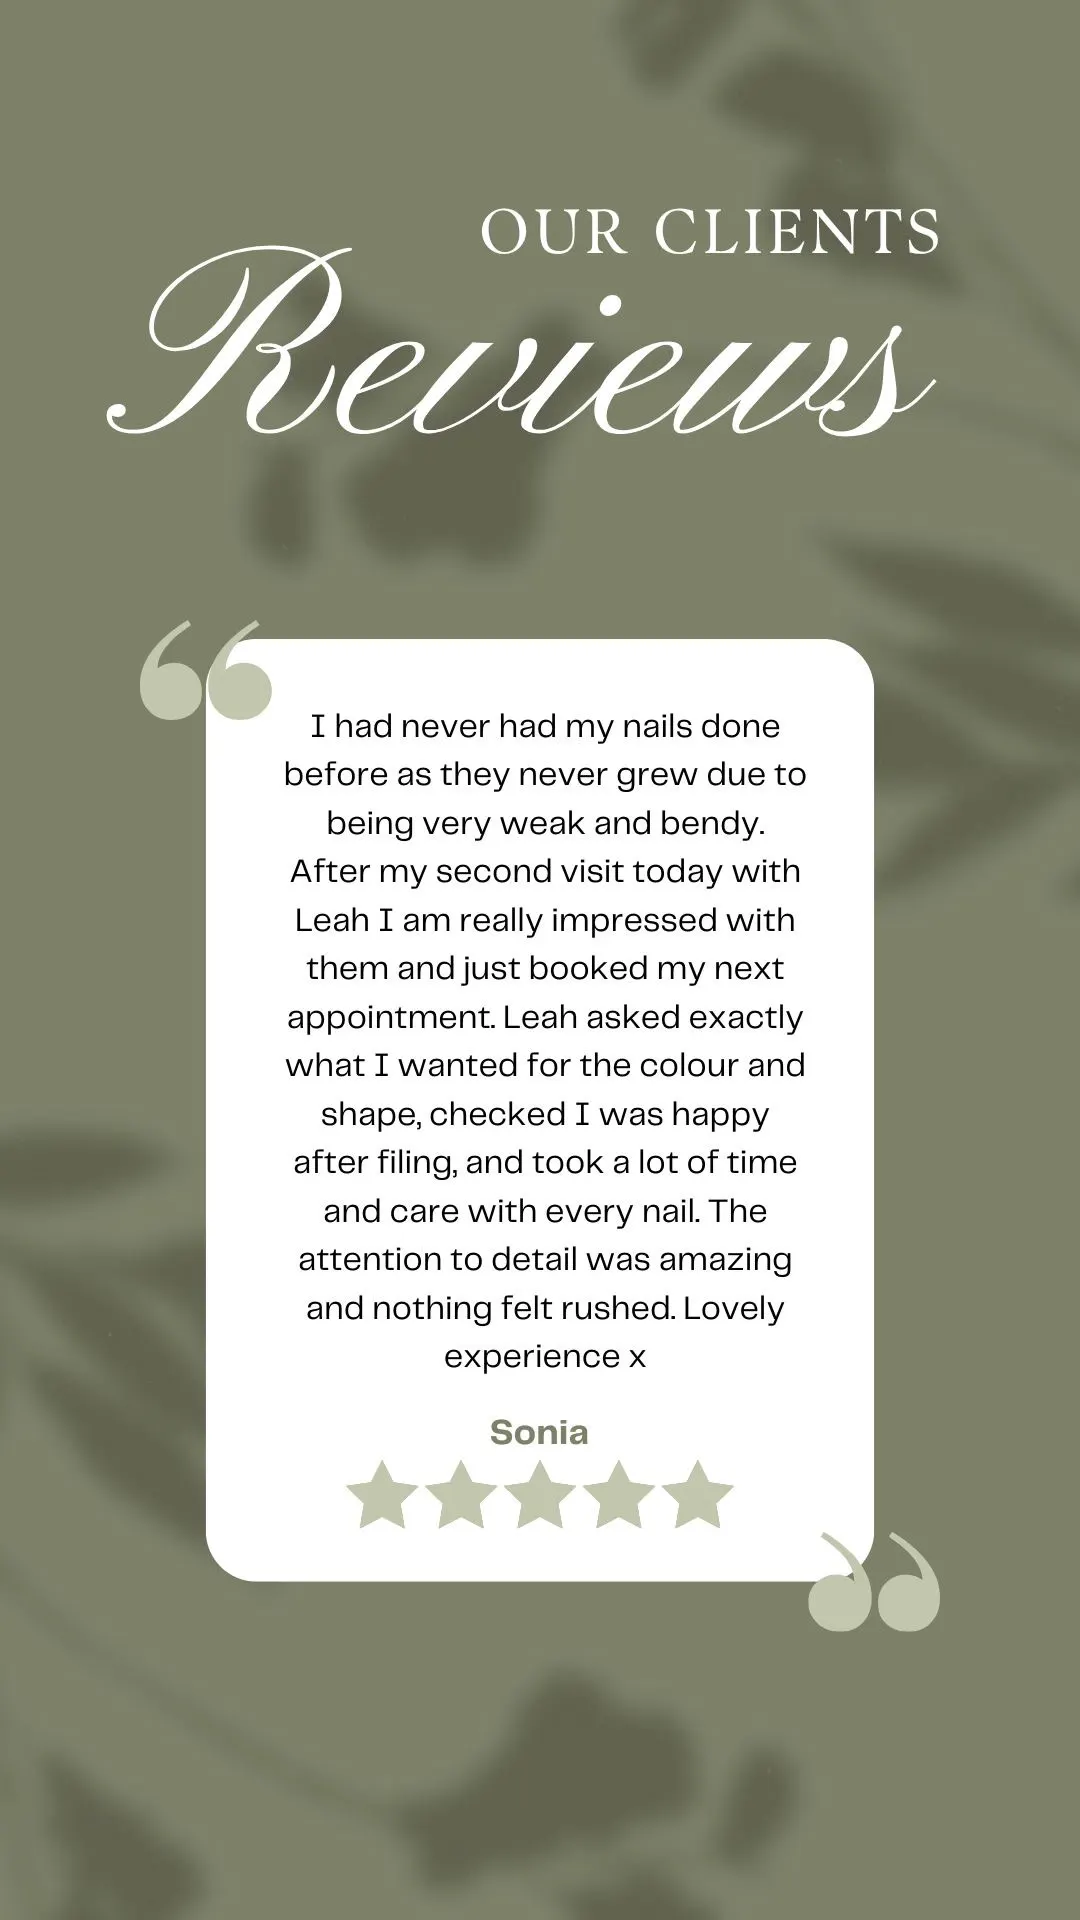 OUR CLIENTS
Reviews
I had never had my nails done
before as they never grew due to
being very weak and bendy.
After my second visit today with
Leah I am really impressed with
them and just booked my next
appointment. Leah asked exactly
what I wanted for the colour and
shape, checked I was happy
after filing, and took a lot of time
and care with every nail. The
attention to detail was amazing
and nothing felt rushed. Lovely
experience x
Sonia